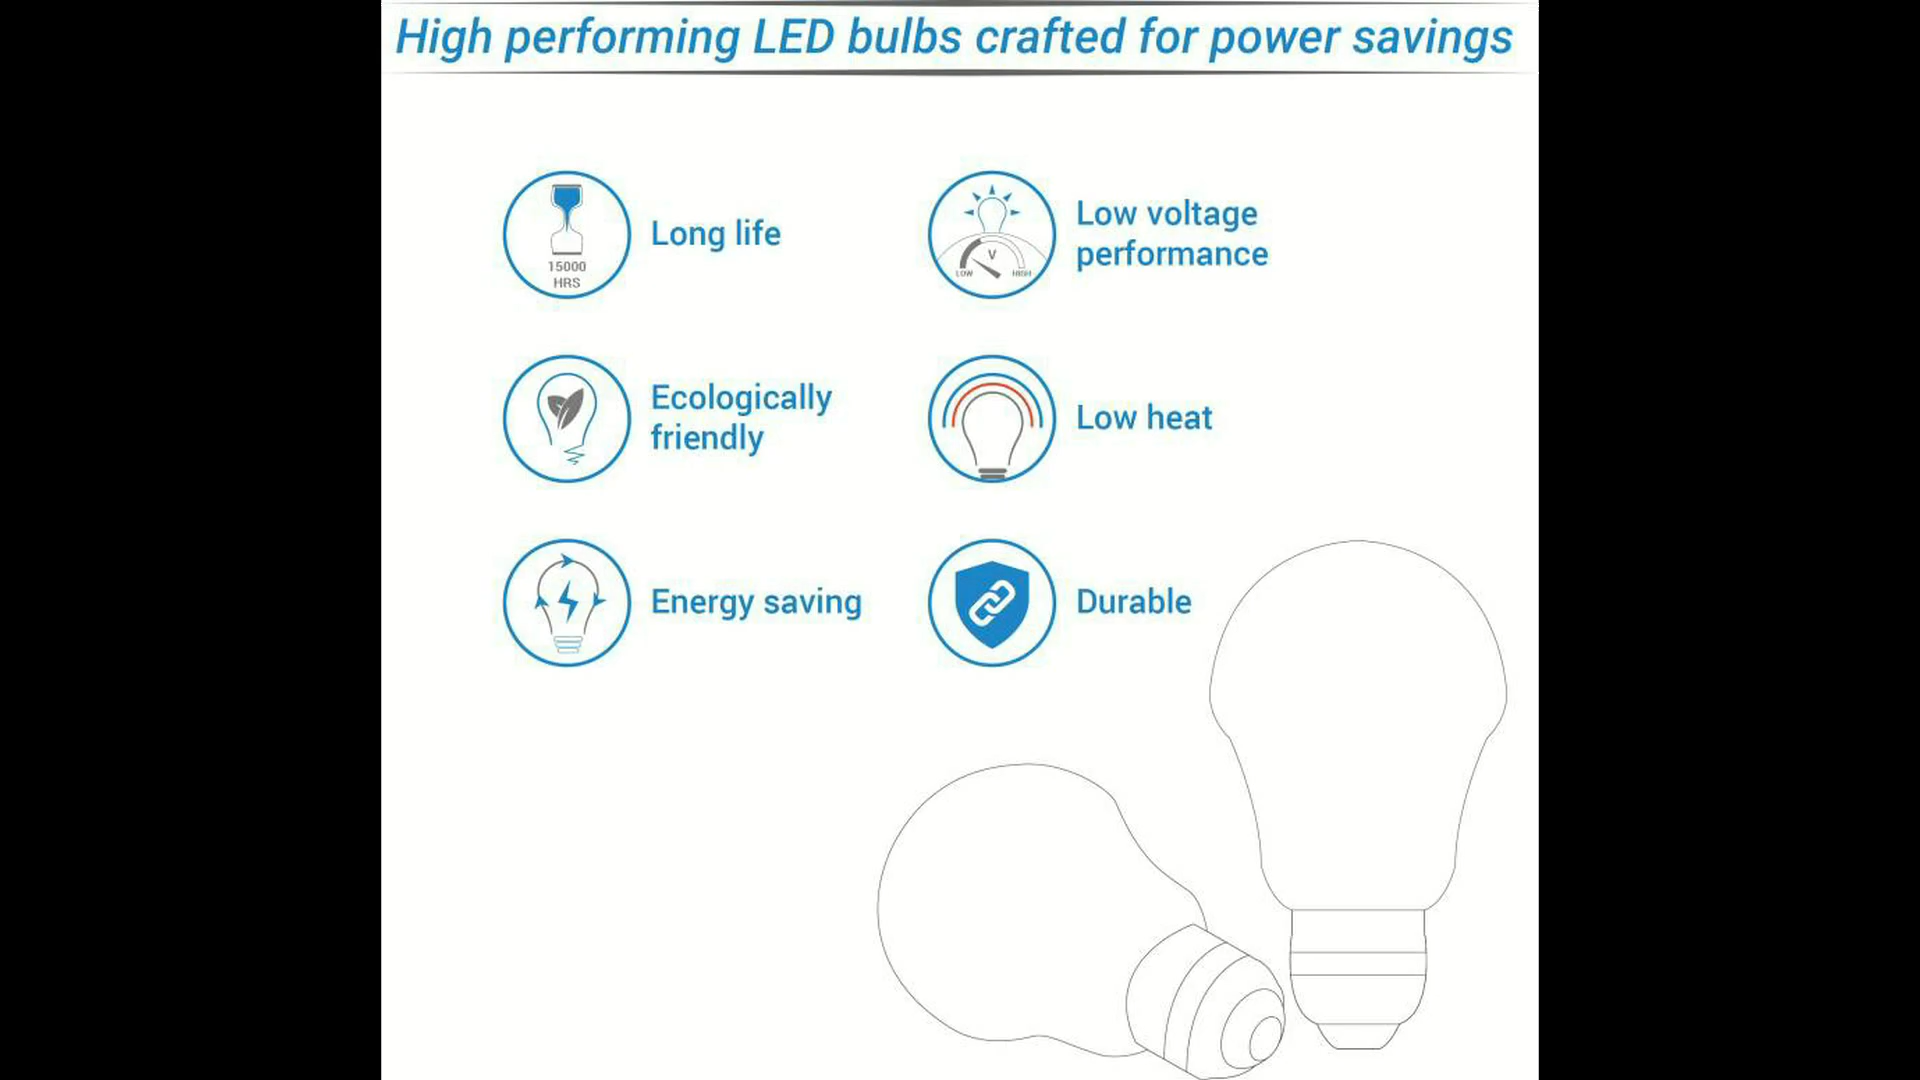 High performing LED bulbs crafted for power savings
15000
HRS
Long life
V
LOW HIGH
Low voltage
performance
Ecologically
friendly
Low heat
Energy saving
Durable